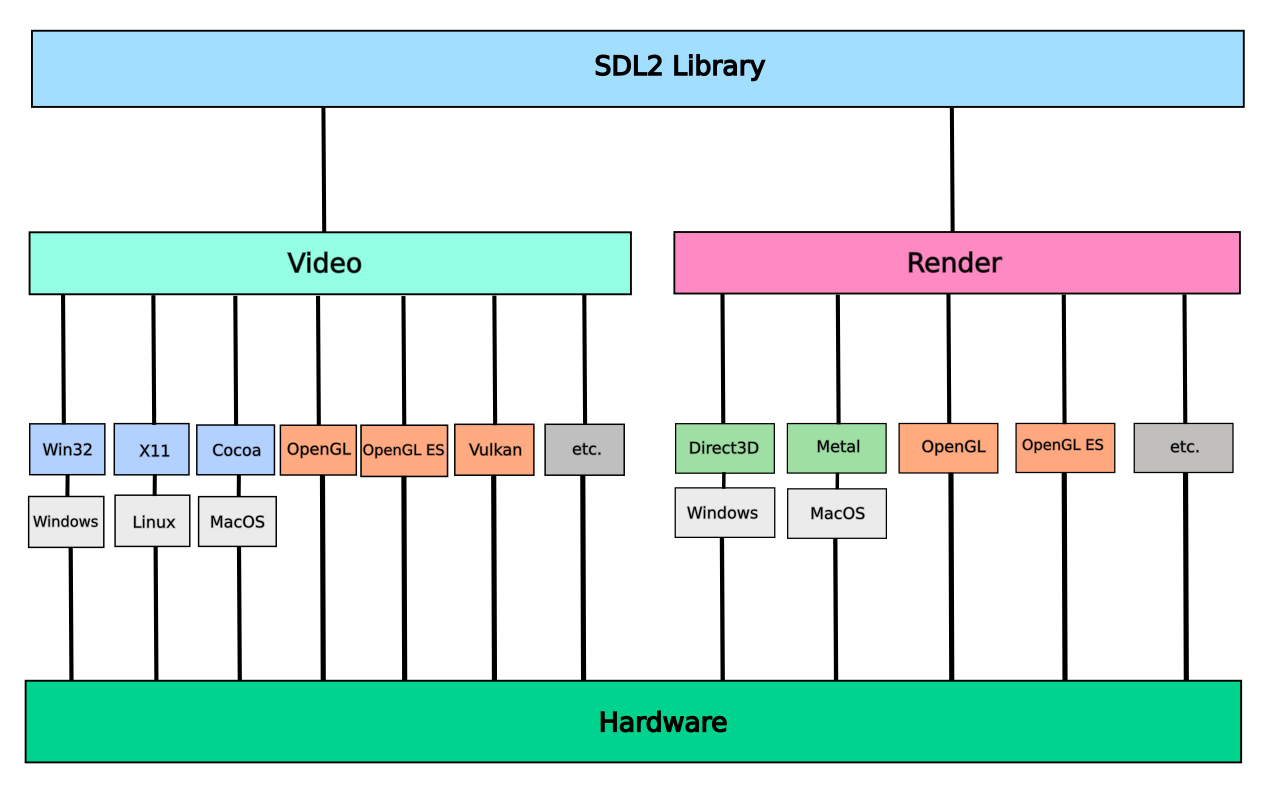 SDL2 Library
Video
Render
Win32
X11
Cocoa
OpenGL
OpenGL ES
Vulkan
etc.
Direct3D
Metal
OpenGL
OpenGL ES
etc.
Windows
Linux
MacOS
Windows
MacOS
Hardware